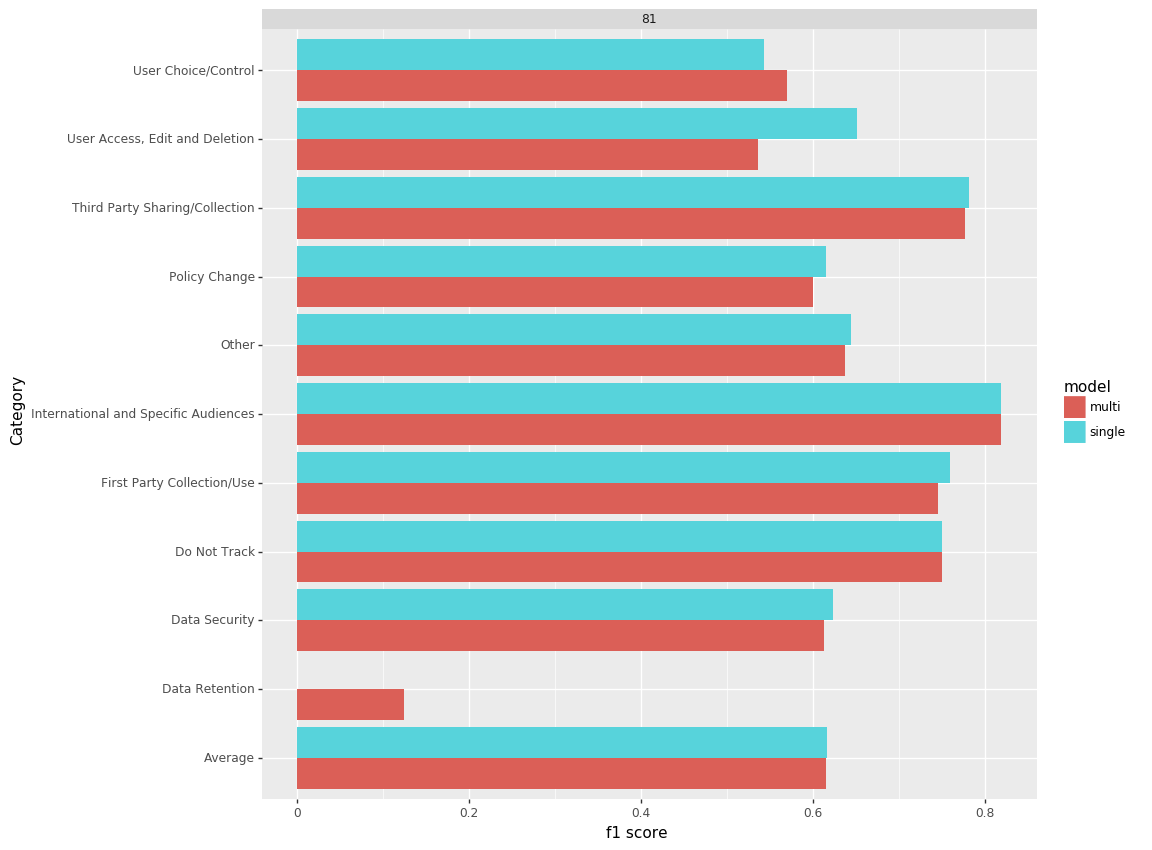 81
User Choice/Control
User Access, Edit and Deletion
Third Party Sharing/Collection
Policy Change
Other
International and Specific Audiences
First Party Collection/Use
Do Not Track
Data Security
Data Retention
Average
Category
0 0.2 0.4 0.6 0.8
f1 score
model
multi
single